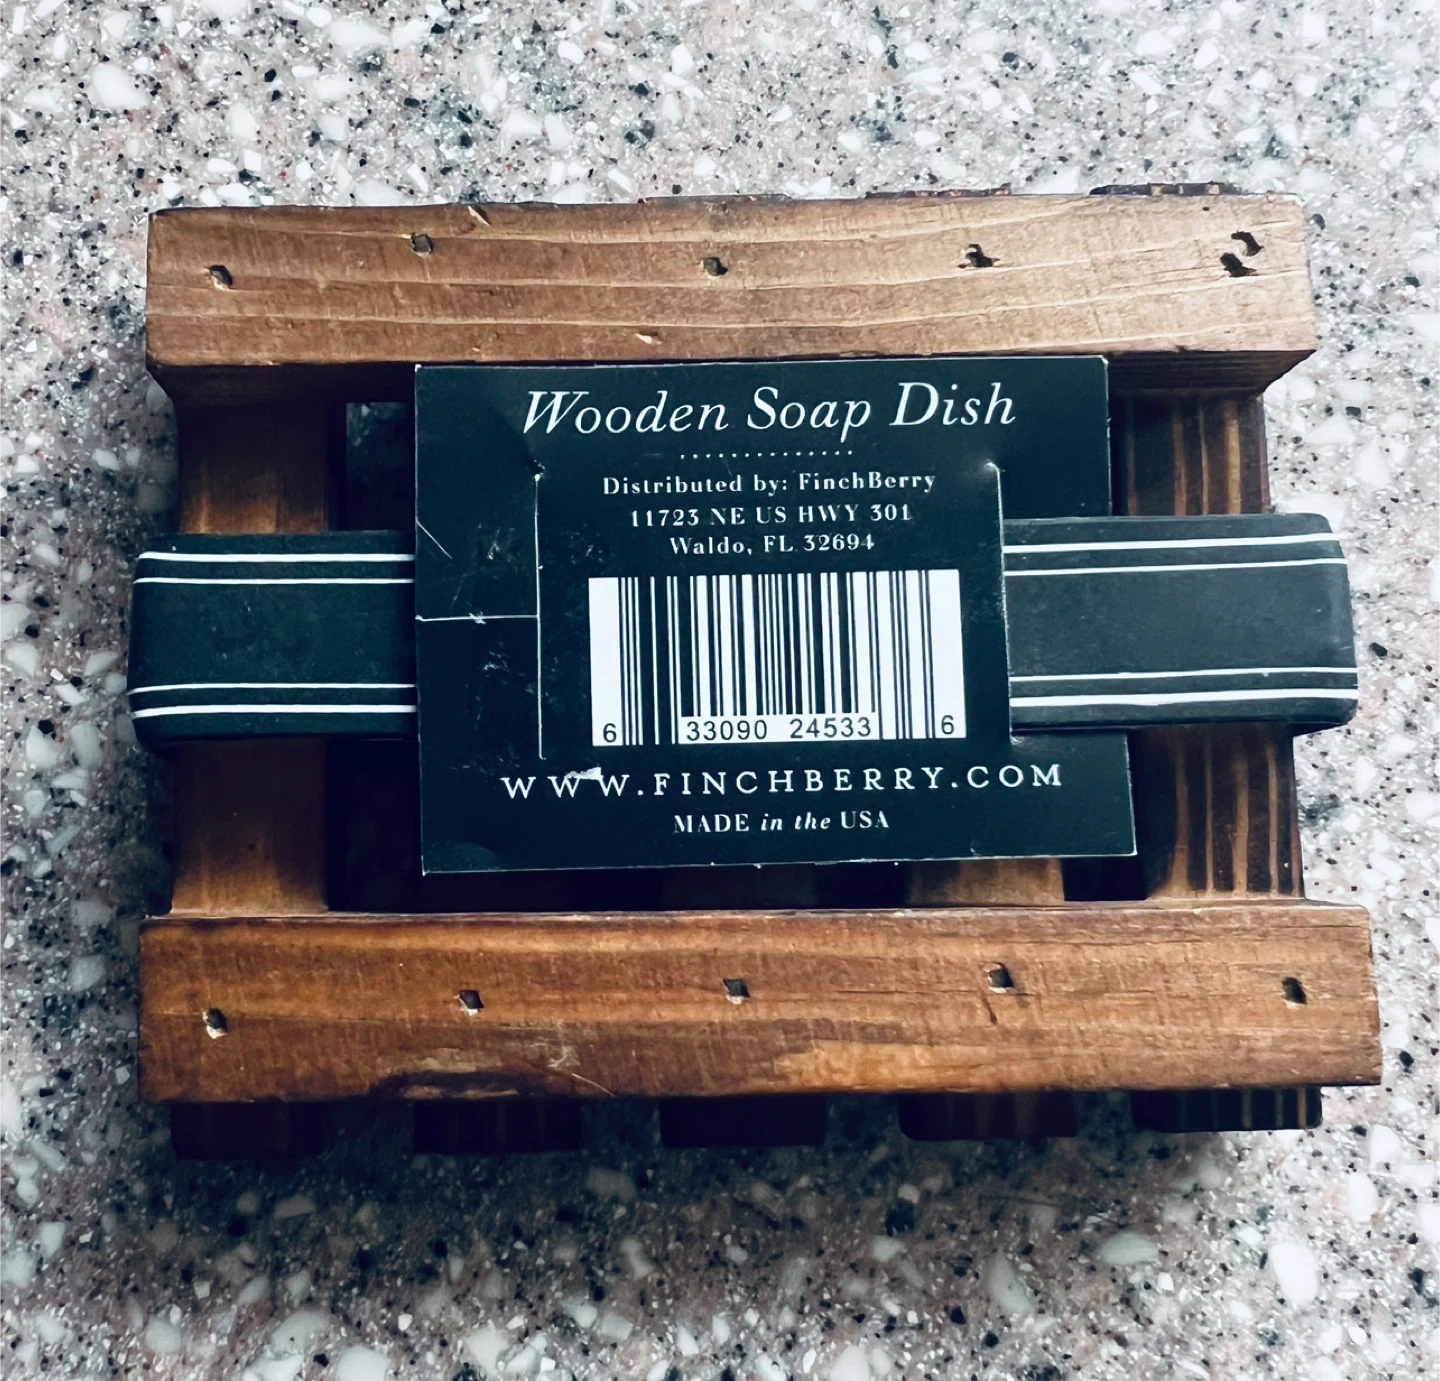 Wooden Soap Dish
Distributed by: FinchBerry
11723 NE US HWY 301
Waldo, FL 32694
6 33090 24533 6
WWW.FINCHBERRY.COM
MADE in the USA